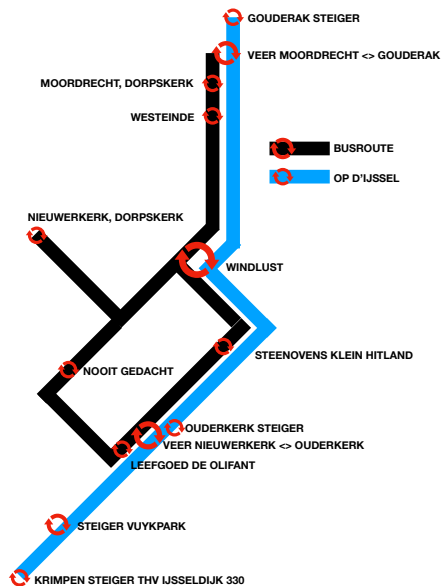 GOUDERAK STEIGER
VEER MOORDRECHT <> GOUDERAK
MOORDRECHT, DORPSKERK
WESTEINDE
BUSROUTE
OP D'IJSSEL
NIEUWERKERK, DORPSKERK
WINDLUST
STEENOVENS KLEIN HITLAND
NOOIT GEDACHT
OUDERKERK STEIGER
VEER NIEUWERKERK <> OUDERKERK
LEEFGOED DE OLIFANT
STEIGER VUYKPARK
KRIMPEN STEIGER THV IJSSELDIJK 330